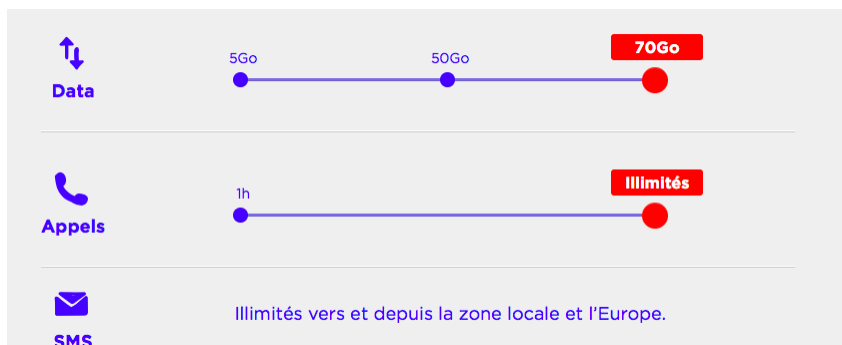 5Go
50Go
70Go
Data
1h
Illimités
Appels
Illimités vers et depuis la zone locale et l'Europe.
SMS